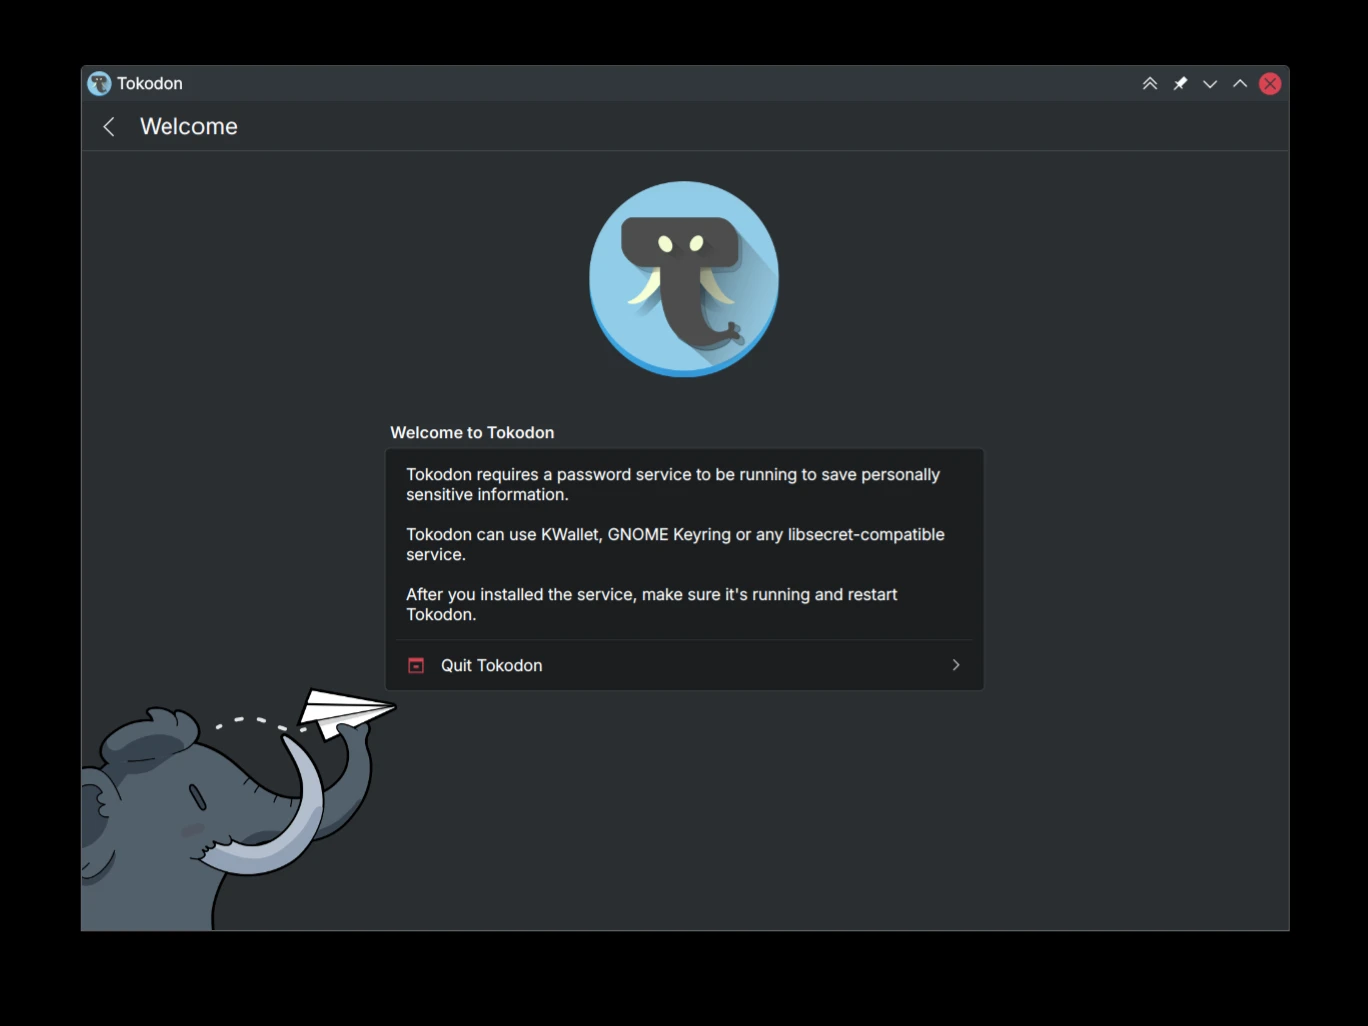 Tokodon
Welcome
Welcome to Tokodon
Tokodon requires a password service to be running to save personally
sensitive information.
Tokodon can use KWallet, GNOME Keyring or any libsecret-compatible
service.
After you installed the service, make sure it's running and restart
Tokodon.
Quit Tokodon